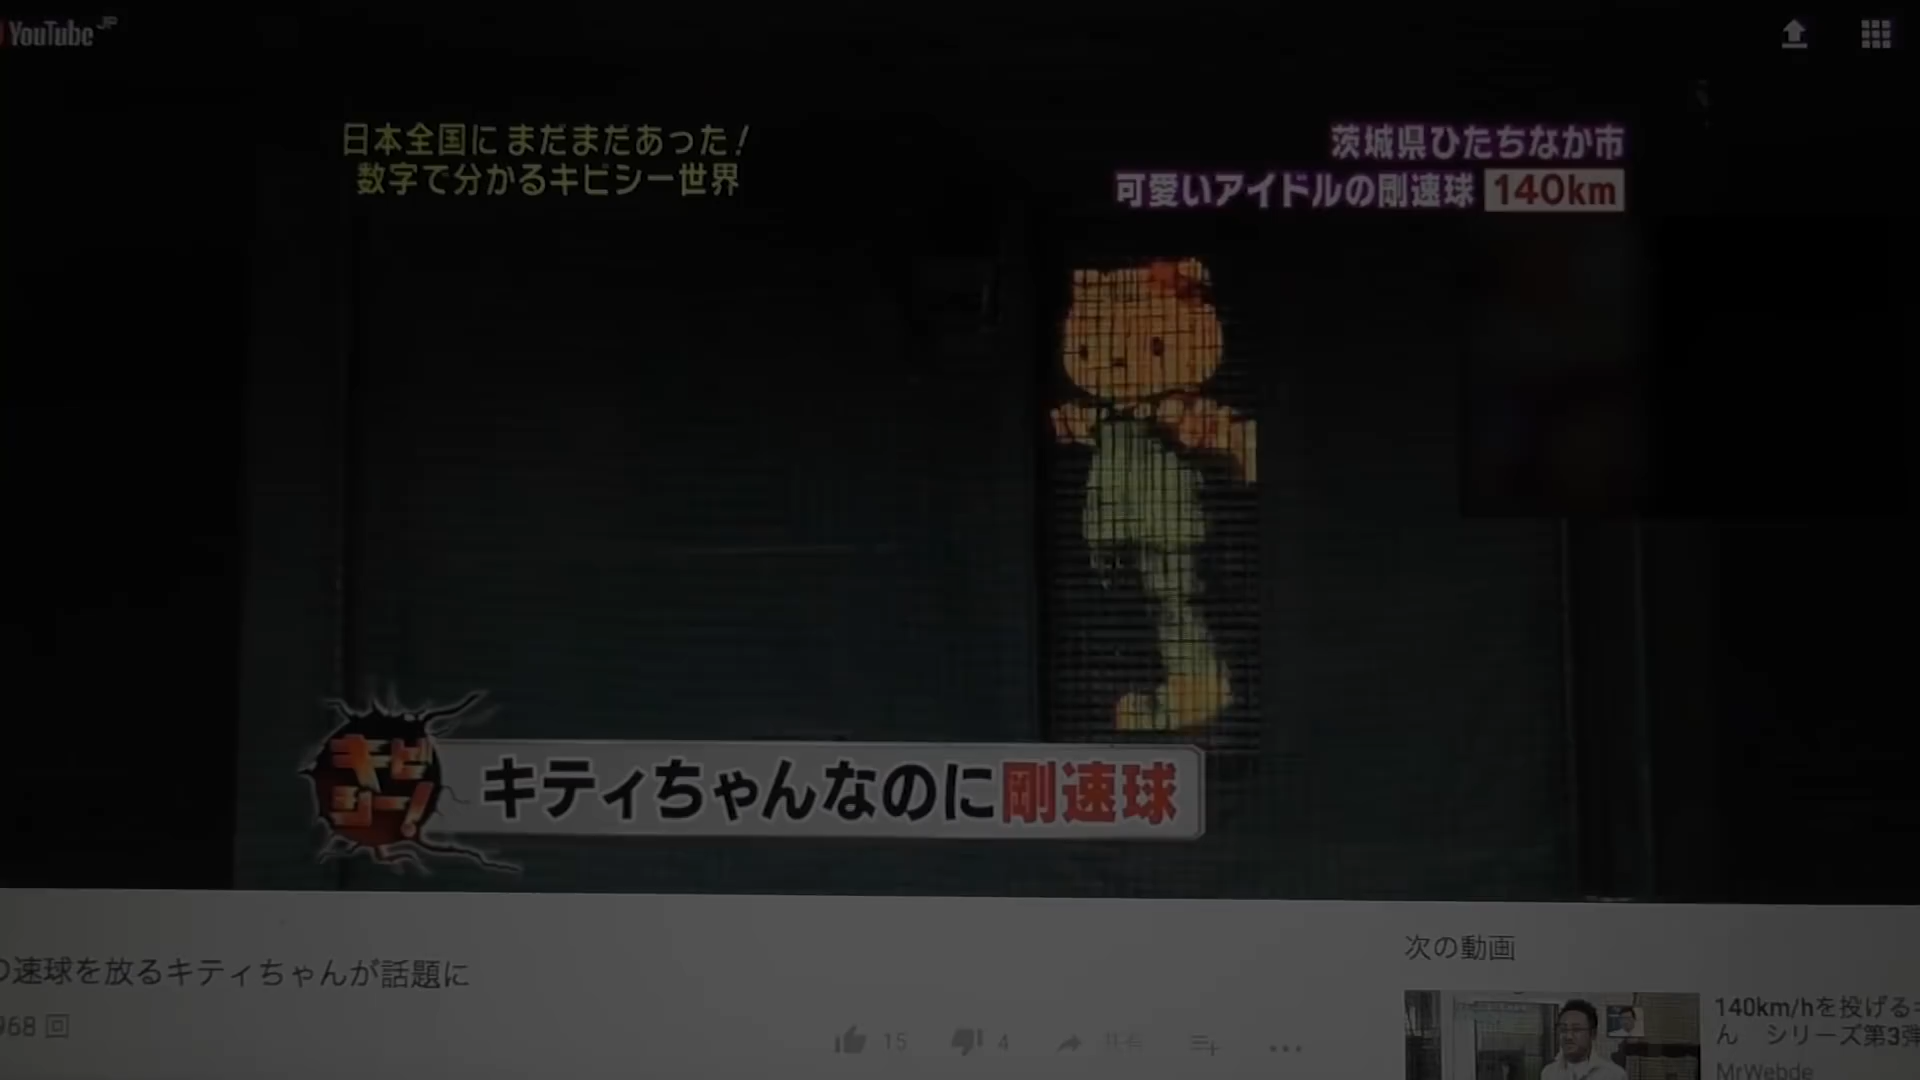 YouTube JP
日本全国に まだまだあった!
数字で分かるキビシー世界
茨城県ひたちなか市
可愛いアイドルの剛速球 140km
キビ
シー!
キティちゃんなのに剛速球
速球を放るキティちゃんが話題に
968 回
15
4
共有
次の動画
140km/hを投げる
ん シリーズ第3弾
MrWebde